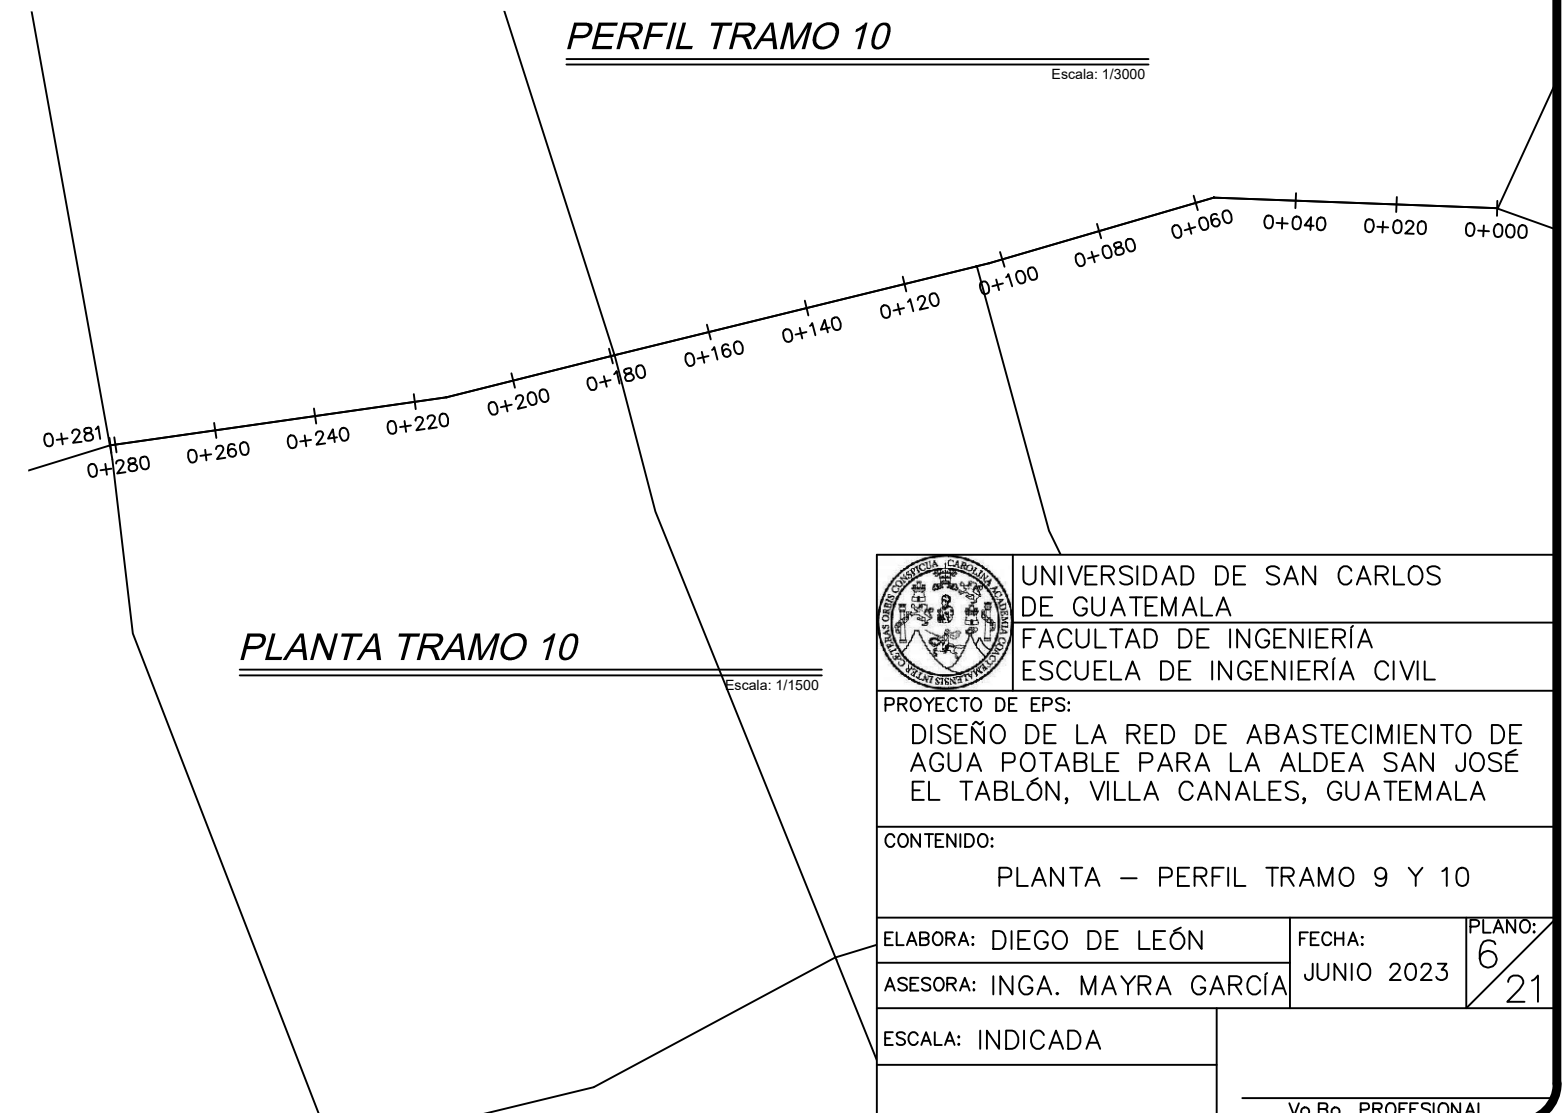 PERFIL TRAMO 10
Escala: 1/3000
0+000
0+020
0+040
0+060
0+080
0+100
0+120
0+140
0+160
0+180
0+200
0+220
0+240
0+260
0+280
0+281
PLANTA TRAMO 10
Escala: 1/1500
UNIVERSIDAD DE SAN CARLOS
DE GUATEMALA
FACULTAD DE INGENIERÍA
ESCUELA DE INGENIERÍA CIVIL
PROYECTO DE EPS:
DISEÑO DE LA RED DE ABASTECIMIENTO DE
AGUA POTABLE PARA LA ALDEA SAN JOSÉ
EL TABLÓN, VILLA CANALES, GUATEMALA
CONTENIDO:
PLANTA – PERFIL TRAMO 9 Y 10
ELABORA: DIEGO DE LEÓN
ASESORA: INGA. MAYRA GARCÍA
FECHA:
JUNIO 2023
PLANO:
6/21
ESCALA: INDICADA
Vo.Bo. PROFESIONAL